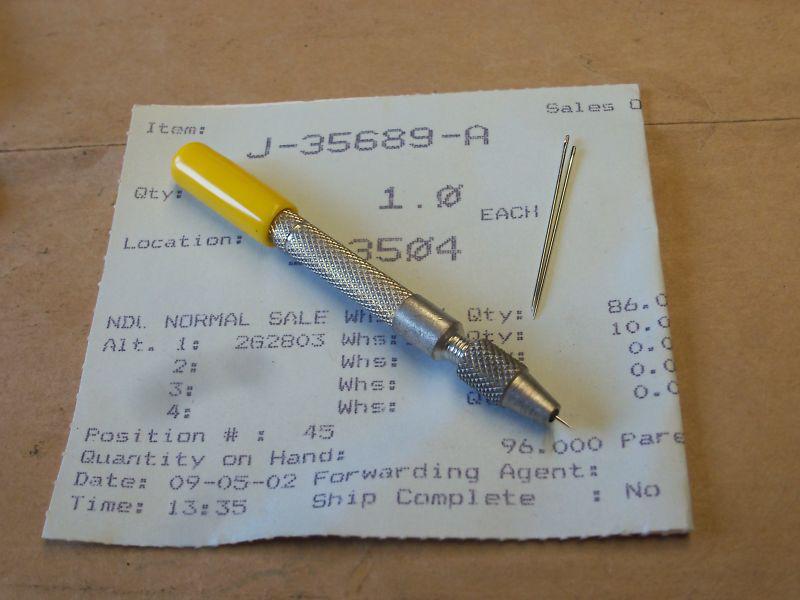 Sales O
Item: J-35689-A
Qty: 1.0 EACH
Location: 3504
NDL NORMAL SALE Whs: Qty: 86.0
Alt. 1: 2G2803 Whs: Qty: 10.0
2: Whs: 0.0
3: Whs: 0.0
4: Whs: 0.0
Position # : 45
Quantity on Hand: 96.000 Pare
Date: 09-05-02 Forwarding Agent:
Time: 13:35 Ship Complete : No